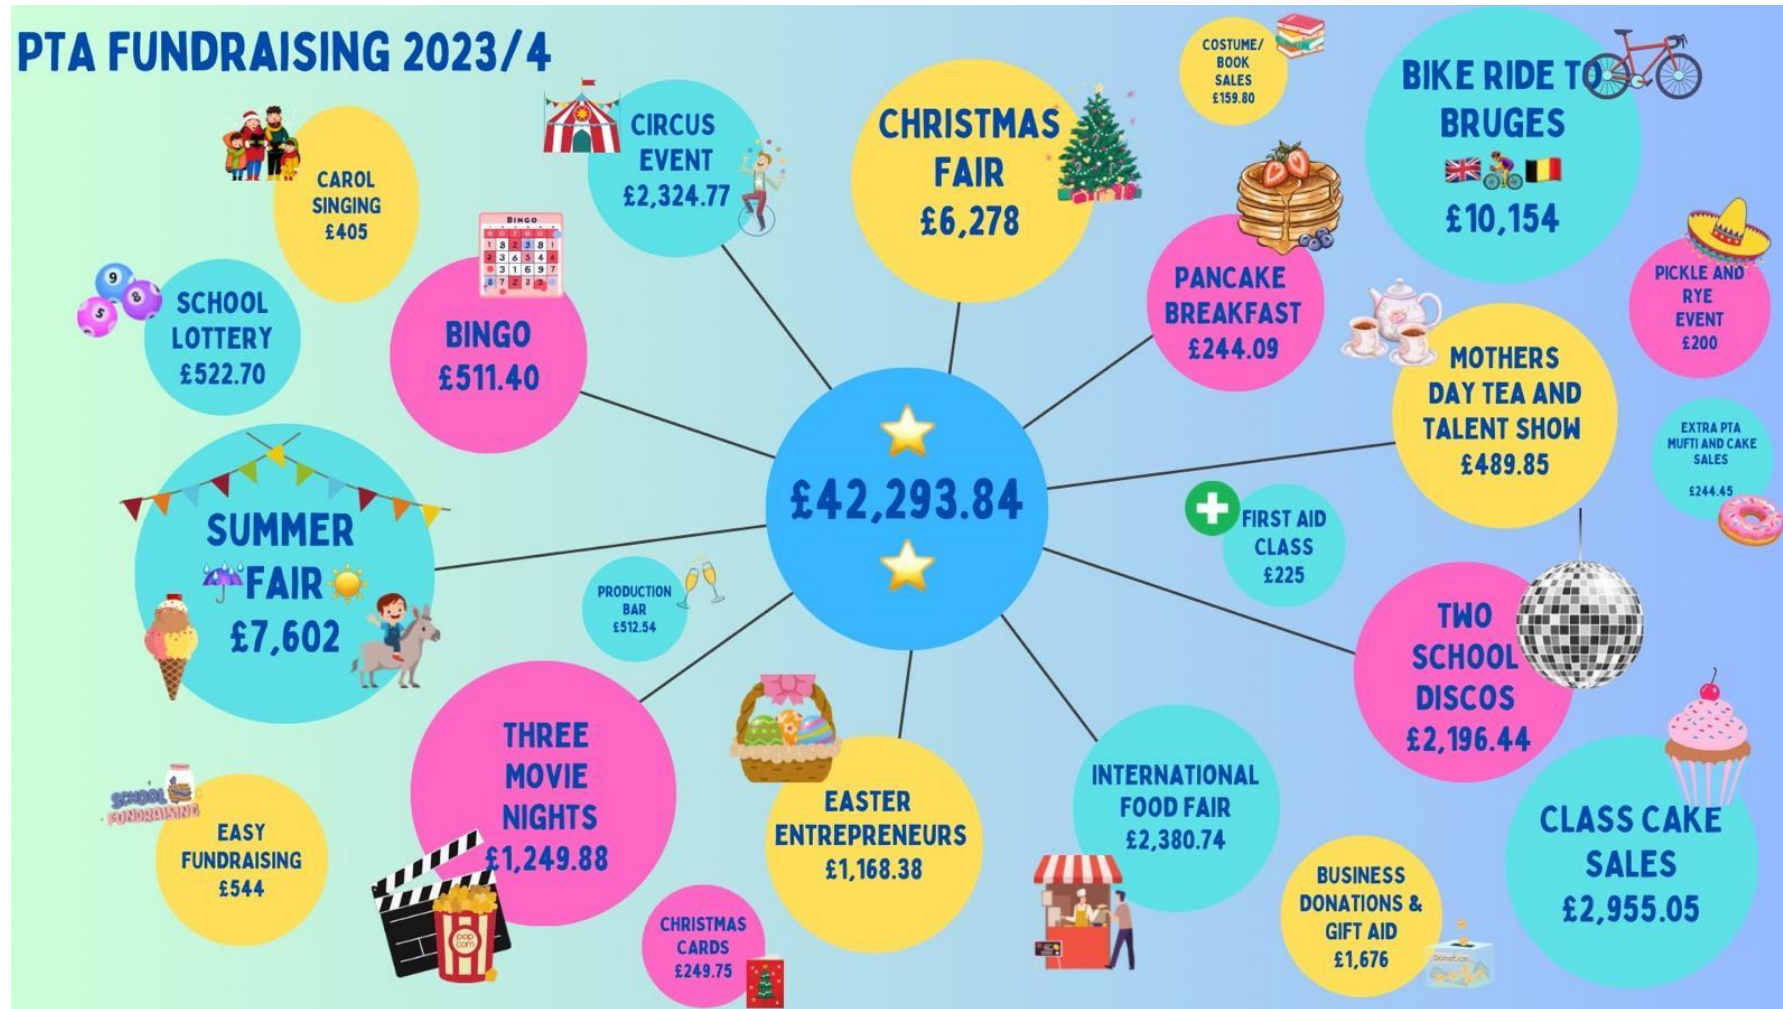 PTA FUNDRAISING 2023/4
COSTUME/
BOOK
SALES
£159.80
BIKE RIDE TO
BRUGES
£10,154
CIRCUS
EVENT
£2,324.77
CHRISTMAS
FAIR
£6,278
CAROL
SINGING
£405
BINGO
BINGO
£511.40
SCHOOL
LOTTERY
£522.70
9
8
5
PANCAKE
BREAKFAST
£244.09
PICKLE AND
RYE
EVENT
£200
MOTHERS
DAY TEA AND
TALENT SHOW
£489.85
EXTRA PTA
MUFTI AND CAKE
SALES
£244.45
£42,293.84
SUMMER
FAIR
£7,602
FIRST AID
CLASS
£225
PRODUCTION
BAR
£512.54
TWO
SCHOOL
DISCOS
£2,196.44
THREE
MOVIE
NIGHTS
£1,249.88
POP
CORN
EASTER
ENTREPRENEURS
£1,168.38
INTERNATIONAL
FOOD FAIR
£2,380.74
CLASS CAKE
SALES
£2,955.05
SCHOOL
FUNDRAISING
EASY
FUNDRAISING
£544
CHRISTMAS
CARDS
£249.75
BUSINESS
DONATIONS &
GIFT AID
£1,676
Donation